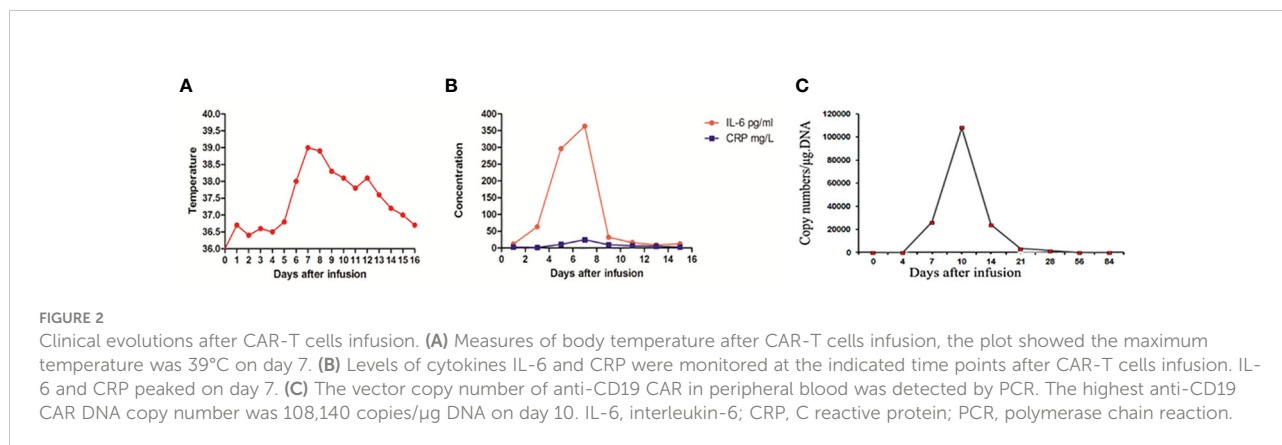 A
B
C
40.0
39.5
39.0
38.5
38.0
37.5
37.0
36.5
36.0
Temperature
0 1 2 3 4 5 6 7 8 9 10 11 12 13 14 15 16
Days after infusion
400
350
300
250
200
150
100
50
0
Concentration
0 2 4 6 8 10 12 14 16
Days after infusion
IL-6 pg/ml
CRP mg/L
120000
100000
80000
60000
40000
20000
0
Copy numbers/μg.DNA
0 4 7 10 14 21 28 56 84
Days after infusion
FIGURE 2
Clinical evolutions after CAR-T cells infusion. (A) Measures of body temperature after CAR-T cells infusion, the plot showed the maximum
temperature was 39°C on day 7. (B) Levels of cytokines IL-6 and CRP were monitored at the indicated time points after CAR-T cells infusion. IL-
6 and CRP peaked on day 7. (C) The vector copy number of anti-CD19 CAR in peripheral blood was detected by PCR. The highest anti-CD19
CAR DNA copy number was 108,140 copies/μg DNA on day 10. IL-6, interleukin-6; CRP, C reactive protein; PCR, polymerase chain reaction.